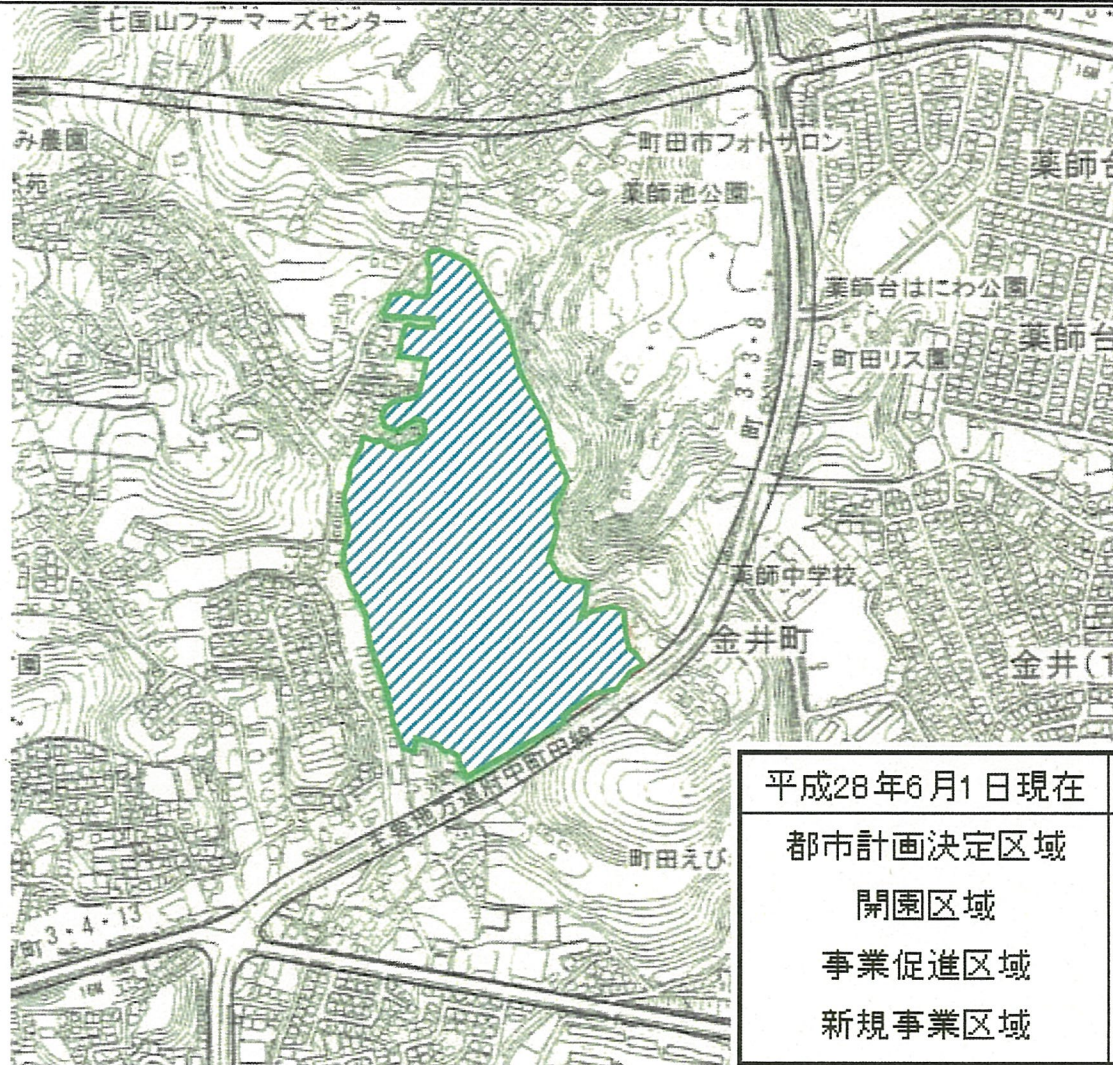 七国山ファーマーズセンター
み農園
苑
町田市フォトサロン
薬師池公園
薬師台
薬師台はにわ公園
薬師台
町田リス園
町 3・3・8
薬師中学校
金井町
金井(1
園
主要地方道府中町田線
町田えび
町 3・4・13
16M
16M
平成28年6月1日現在
都市計画決定区域
開園区域
事業促進区域
新規事業区域